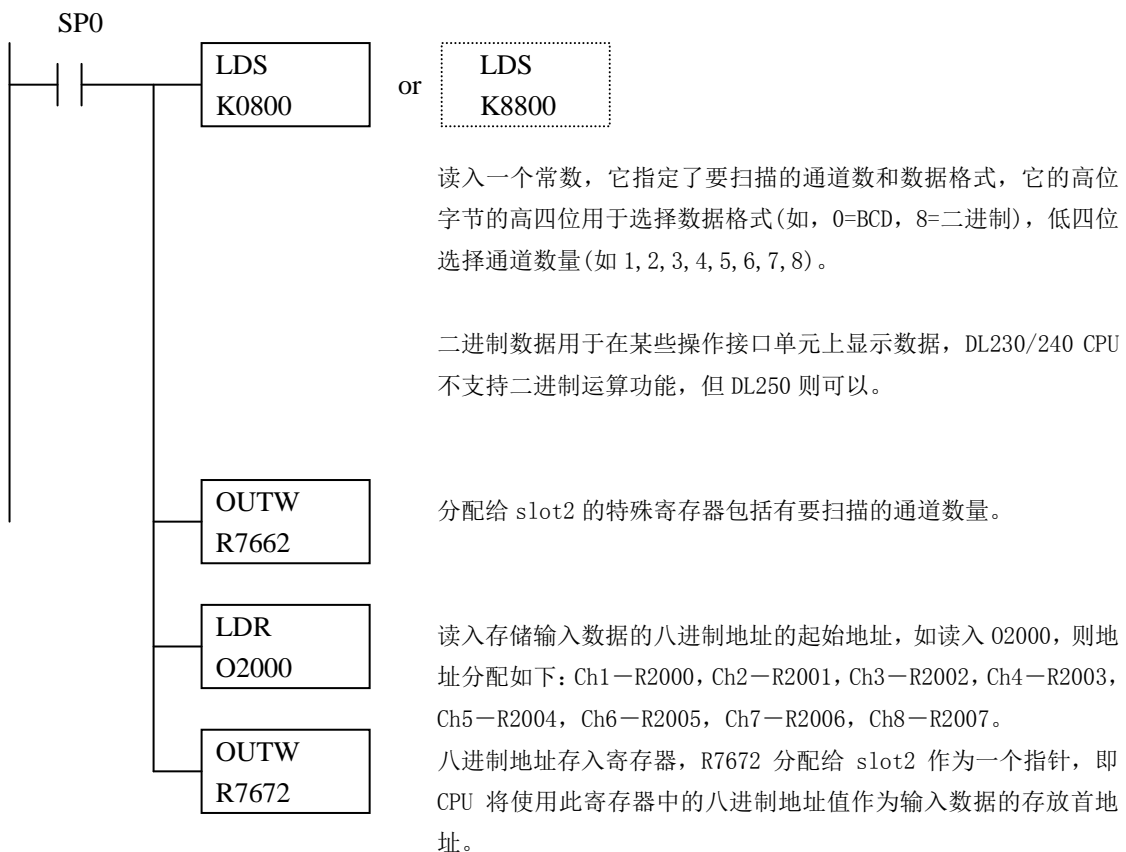 SP0
LDS
K0800
or
LDS
K8800
读入一个常数，它指定了要扫描的通道数和数据格式，它的高位
字节的高四位用于选择数据格式(如，0=BCD，8=二进制)，低四位
选择通道数量(如 1,2,3,4,5,6,7,8)。
二进制数据用于在某些操作接口单元上显示数据，DL230/240 CPU
不支持二进制运算功能，但 DL250 则可以。
OUTW
R7662
分配给 slot2 的特殊寄存器包括有要扫描的通道数量。
LDR
O2000
读入存储输入数据的八进制地址的起始地址，如读入 O2000，则地
址分配如下：Ch1－R2000，Ch2－R2001，Ch3－R2002，Ch4－R2003，
Ch5－R2004，Ch6－R2005，Ch7－R2006，Ch8－R2007。
OUTW
R7672
八进制地址存入寄存器，R7672 分配给 slot2 作为一个指针，即
CPU 将使用此寄存器中的八进制地址值作为输入数据的存放首地
址。